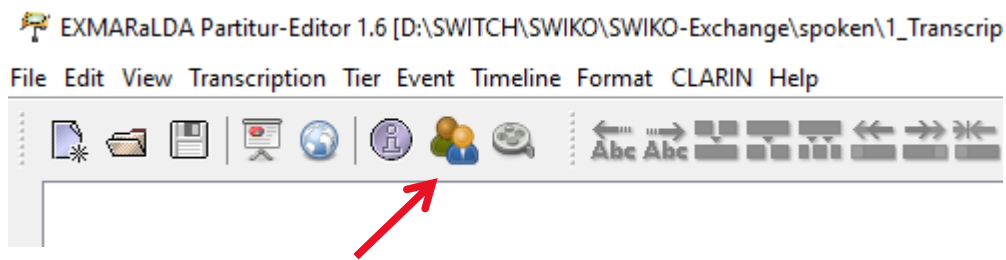 EXMARaLDA Partitur-Editor 1.6 [D:\SWITCH\SWIKO\SWIKO-Exchange\spoken\1_Transcrip
File Edit View Transcription Tier Event Timeline Format CLARIN Help
i Abc Abc